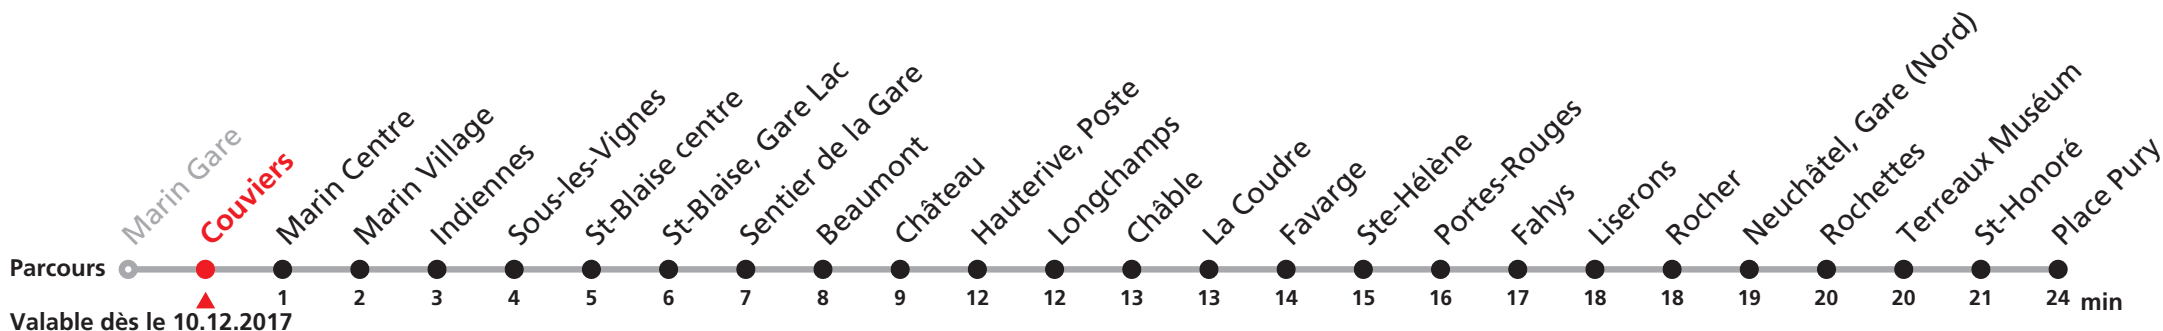 Marin Gare
Couviers
Marin Centre
Marin Village
Indiennes
Sous-les-Vignes
St-Blaise centre
St-Blaise, Gare Lac
Sentier de la Gare
Beaumont
Château
Hauterive, Poste
Longchamps
Châble
La Coudre
Favarge
Ste-Hélène
Portes-Rouges
Fahys
Liserons
Rocher
Neuchâtel, Gare (Nord)
Rochettes
Terreaux Muséum
St-Honoré
Place Pury
Parcours
1 2 3 4 5 6 7 8 9 12 12 13 13 14 15 16 17 18 18 19 20 20 21 24 min
Valable dès le 10.12.2017